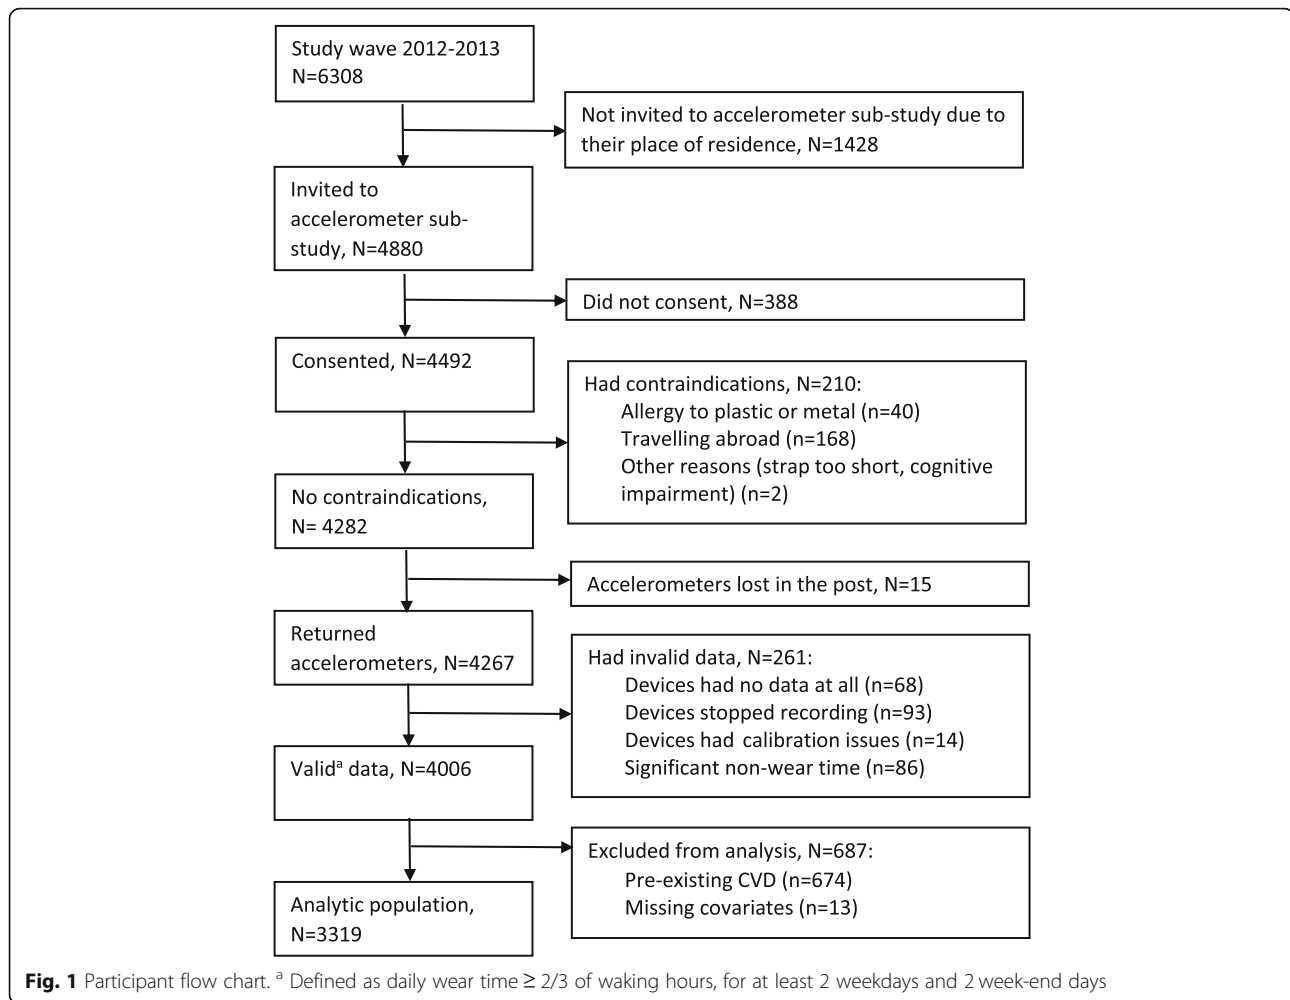 Study wave 2012-2013
N=6308
Not invited to accelerometer sub-study due to
their place of residence, N=1428
Invited to
accelerometer sub-
study, N=4880
Did not consent, N=388
Consented, N=4492
Had contraindications, N=210:
Allergy to plastic or metal (n=40)
Travelling abroad (n=168)
Other reasons (strap too short, cognitive
impairment) (n=2)
No contraindications,
N= 4282
Accelerometers lost in the post, N=15
Returned
accelerometers, N=4267
Had invalid data, N=261:
Devices had no data at all (n=68)
Devices stopped recording (n=93)
Devices had calibration issues (n=14)
Significant non-wear time (n=86)
Validᵃ data, N=4006
Excluded from analysis, N=687:
Pre-existing CVD (n=674)
Missing covariates (n=13)
Analytic population,
N=3319
Fig. 1 Participant flow chart. ᵃ Defined as daily wear time ≥ 2/3 of waking hours, for at least 2 weekdays and 2 week-end days